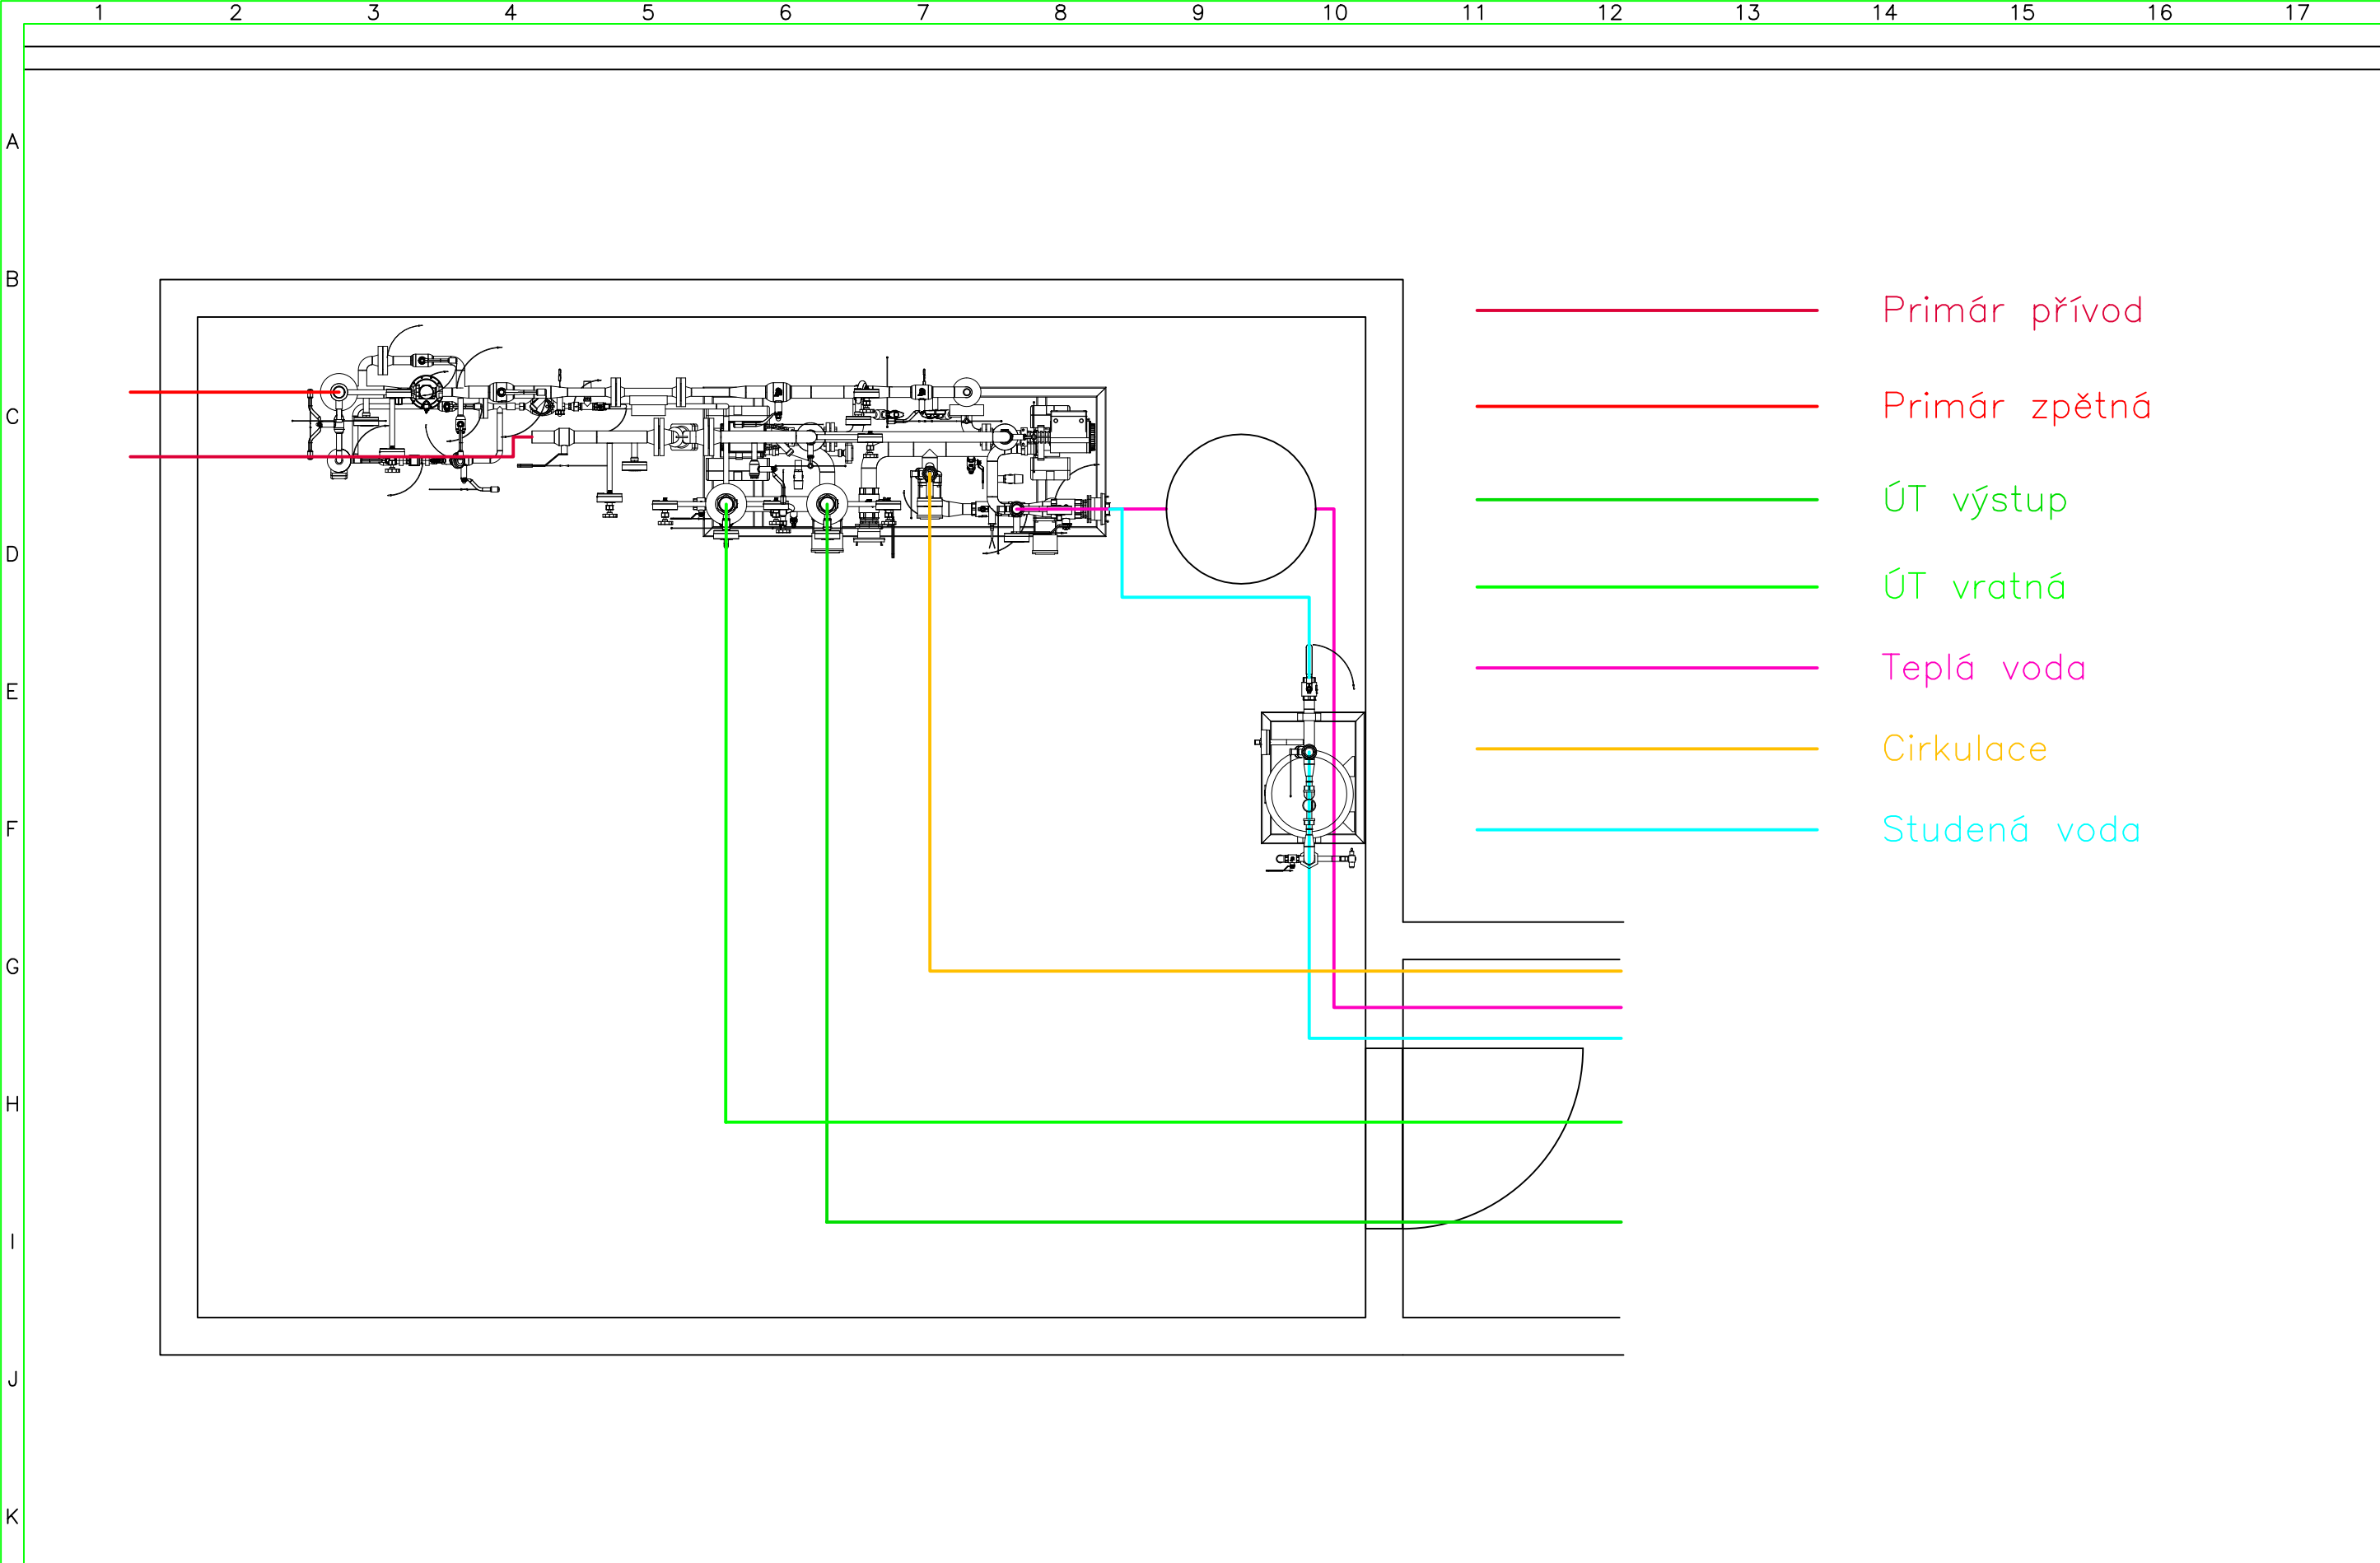 1 2 3 4 5 6 7 8 9 10 11 12 13 14 15 16 17
A
B
Primár přívod
C
Primár zpětná
ÚT výstup
D
ÚT vratná
Teplá voda
E
Cirkulace
F
Studená voda
G
H
I
J
K